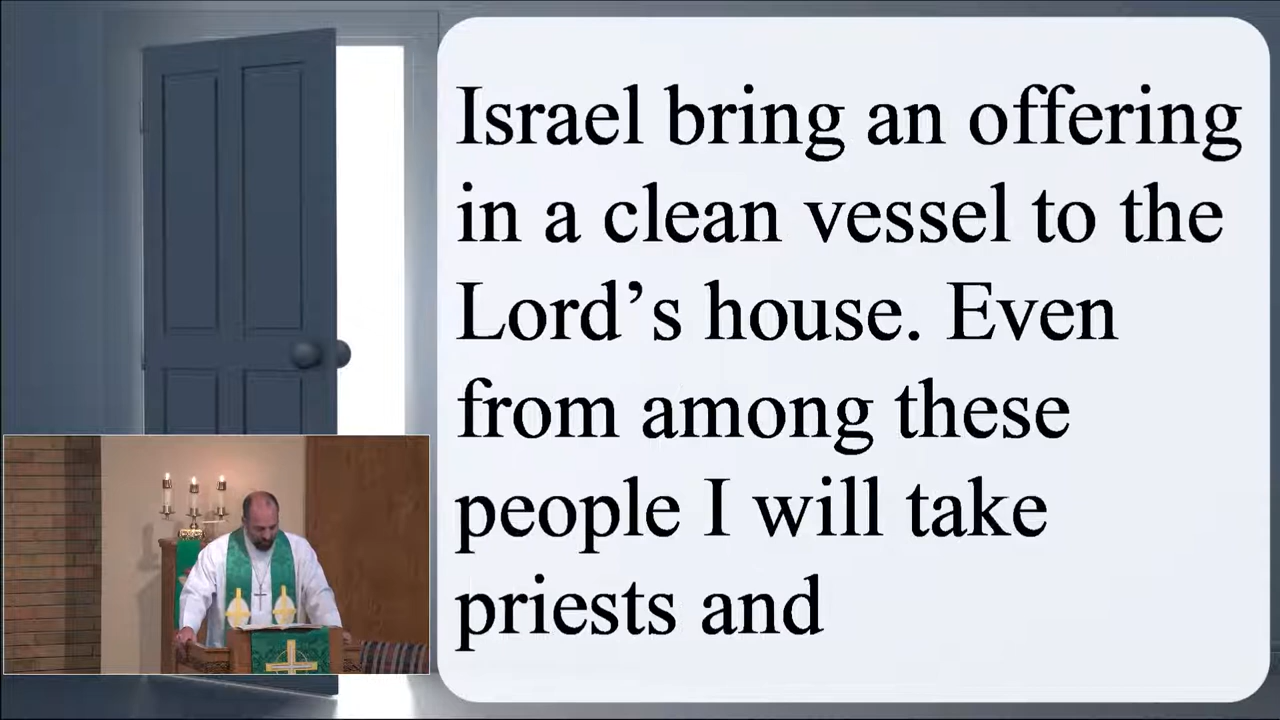 Israel bring an offering
in a clean vessel to the
Lord’s house. Even
from among these
people I will take
priests and